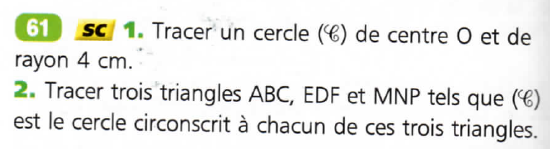 61 SC 1. Tracer un cercle (𝒞) de centre O et de
rayon 4 cm.
2. Tracer trois triangles ABC, EDF et MNP tels que (𝒞)
est le cercle circonscrit à chacun de ces trois triangles.